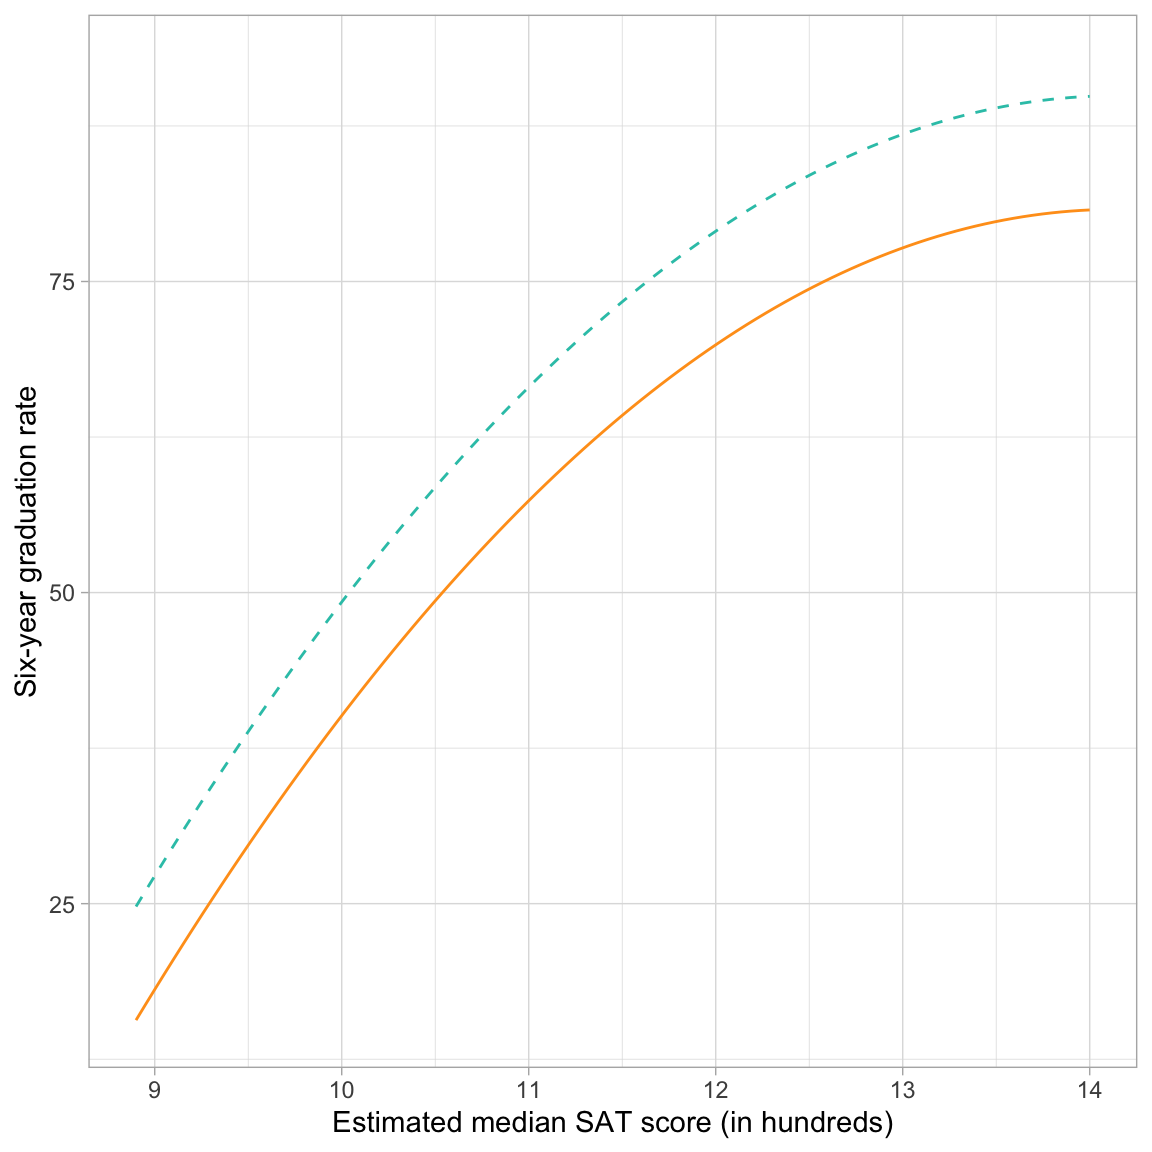 Six-year graduation rate
75
50
25
9 10 11 12 13 14
Estimated median SAT score (in hundreds)